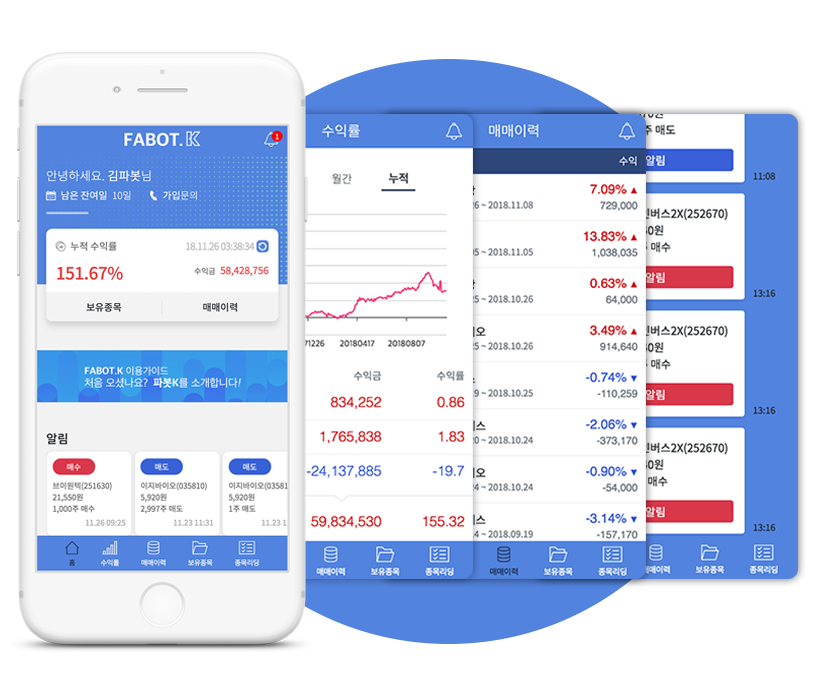 FABOT.K
1
안녕하세요. 김파봇님
남은 잔여일 10일 가입문의
누적 수익률 18.11.26 03:38:34
151.67% 수익금 58,428,756
보유종목 매매이력
FABOT.K 이용가이드
처음 오셨나요? 파봇K를 소개합니다!
알림
매수 매도 매도
브이원텍(251630) 이지바이오(035810) 이지바이오(0358
21,550원 5,920원 5,920원
1,000주 매수 2,997주 매도 1주 매도
11.26 09:25 11.23 11:31 11.23 1
홈 수익률 매매이력 보유종목 종목리딩
수익률
월간 누적
1226 20180417 20180807
수익금 수익률
834,252 0.86
1,765,838 1.83
-24,137,885 -19.7
59,834,530 155.32
매매이력 보유종목 종목리딩
매매이력
수익
7.09% ▲
~ 2018.11.08 729,000
13.83% ▲
~ 2018.11.05 1,038,035
0.63% ▲
~ 2018.10.26 64,000
오 3.49% ▲
~ 2018.10.26 914,640
-0.74% ▼
~ 2018.10.25 -110,259
스 -2.06% ▼
~ 2018.10.24 -373,170
오 -0.90% ▼
~ 2018.10.24 -54,000
스 -3.14% ▼
~ 2018.09.19 -157,170
매매이력 보유종목 종목리딩
주 매도
알림
11:08
버스2X(252670)
0원
매수
알림
13:16
버스2X(252670)
0원
매수
알림
13:16
버스2X(252670)
0원
매수
알림
13:16
매이력 보유종목 종목리딩